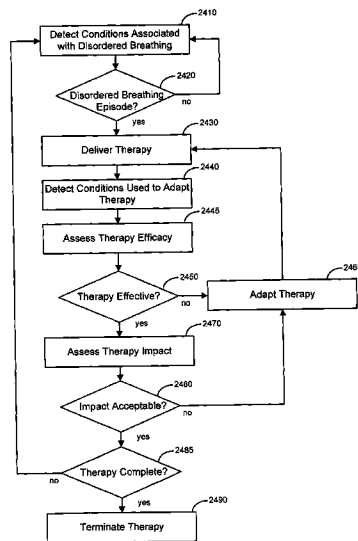 2410
Detect Conditions Associated
with Disordered Breathing
2420
Disordered Breathing
Episode?
no
yes
2430
Deliver Therapy
2440
Detect Conditions Used to Adapt
Therapy
2445
Assess Therapy Efficacy
2450
Therapy Effective?
no
246
Adapt Therapy
yes
2470
Assess Therapy Impact
2480
Impact Acceptable?
no
yes
2485
Therapy Complete?
no
yes
2490
Terminate Therapy